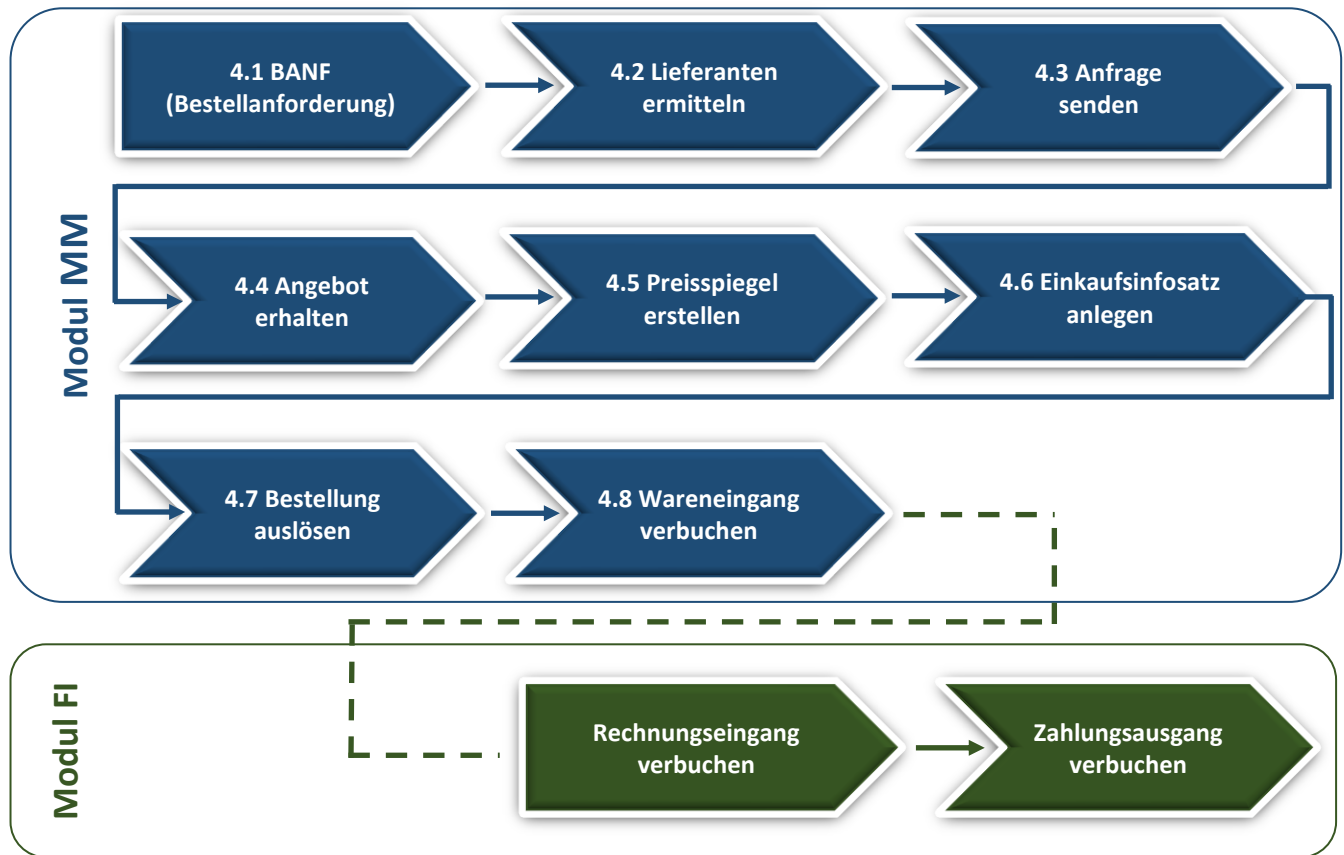 Modul MM
4.1 BANF
(Bestellanforderung)
4.2 Lieferanten
ermitteln
4.3 Anfrage
senden
4.4 Angebot
erhalten
4.5 Preisspiegel
erstellen
4.6 Einkaufsinfosatz
anlegen
4.7 Bestellung
auslösen
4.8 Wareneingang
verbuchen
Modul FI
Rechnungseingang
verbuchen
Zahlungsausgang
verbuchen